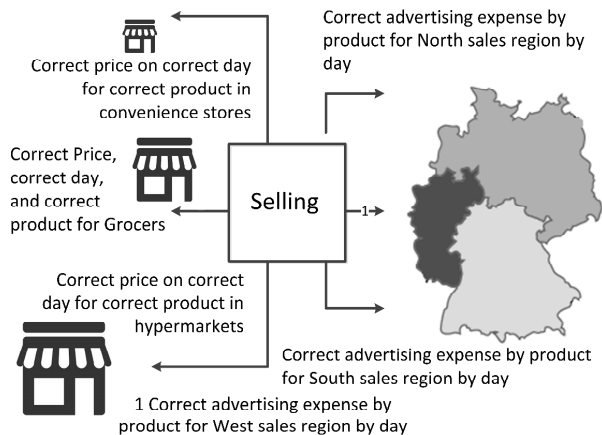 Correct advertising expense by
product for North sales region by
day
Correct price on correct day
for correct product in
convenience stores
Correct Price,
correct day,
and correct
product for Grocers
Selling
1
Correct price on correct
day for correct product in
hypermarkets
Correct advertising expense by product
for South sales region by day
1 Correct advertising expense by
product for West sales region by day